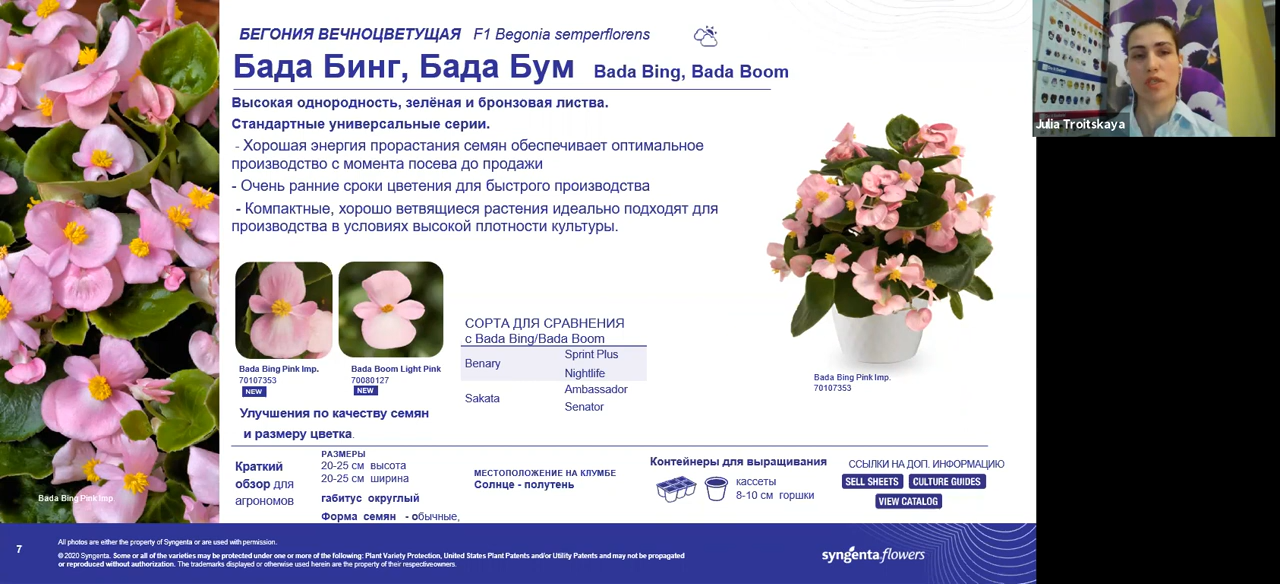 БЕГОНИЯ ВЕЧНОЦВЕТУЩАЯ F1 Begonia semperflorens
Бада Бинг, Бада Бум Bada Bing, Bada Boom
Высокая однородность, зелёная и бронзовая листва.
Стандартные универсальные серии.
- Хорошая энергия прорастания семян обеспечивает оптимальное
производство с момента посева до продажи
- Очень ранние сроки цветения для быстрого производства
- Компактные, хорошо ветвящиеся растения идеально подходят для
производства в условиях высокой плотности культуры.
Bada Bing Pink Imp.
70107353
NEW
Bada Boom Light Pink
70080127
NEW
Улучшения по качеству семян
и размеру цветка.
СОРТА ДЛЯ СРАВНЕНИЯ
с Bada Bing/Bada Boom
Benary
Sprint Plus
Nightlife
Sakata
Ambassador
Senator
Bada Bing Pink Imp.
70107353
Краткий
обзор для
агрономов
РАЗМЕРЫ
20-25 см высота
20-25 см ширина
габитус округлый
Форма семян - обычные,
МЕСТОПОЛОЖЕНИЕ НА КЛУМБЕ
Солнце - полутень
Контейнеры для выращивания
кассеты
8-10 см горшки
ССЫЛКИ НА ДОП. ИНФОРМАЦИЮ
SELL SHEETS
CULTURE GUIDES
VIEW CATALOG
Bada Bing Pink Imp.
7
All photos are either the property of Syngenta or are used with permission.
© 2020 Syngenta. Some or all of the varieties may be protected under one or more of the following: Plant Variety Protection, United States Plant Patents and/or Utility Patents and may not be propagated
or reproduced without authorization. The trademarks displayed or otherwise used herein are the property of their respectiveowners.
syngenta.flowers
Julia Troitskaya